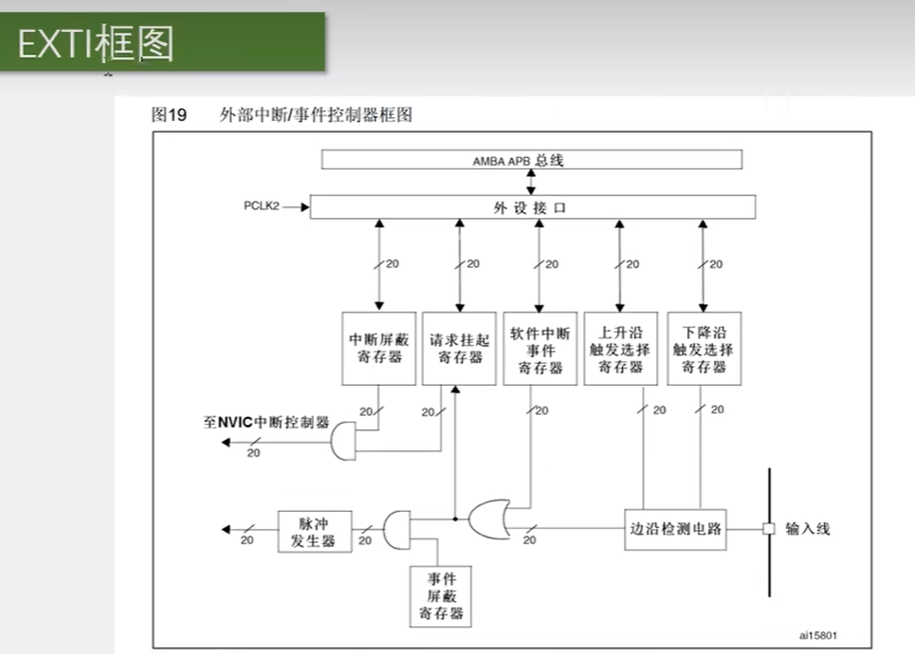 EXTI框图
图19 外部中断/事件控制器框图
AMBA APB 总线
PCLK2
外设接口
20 20 20 20 20
中断屏蔽
寄存器
请求挂起
寄存器
软件中断
事件
寄存器
上升沿
触发选择
寄存器
下降沿
触发选择
寄存器
20 20 20 20 20
至NVIC中断控制器
20
脉冲
发生器
20 20 20
边沿检测电路
输入线
事件
屏蔽
寄存器
ai15801